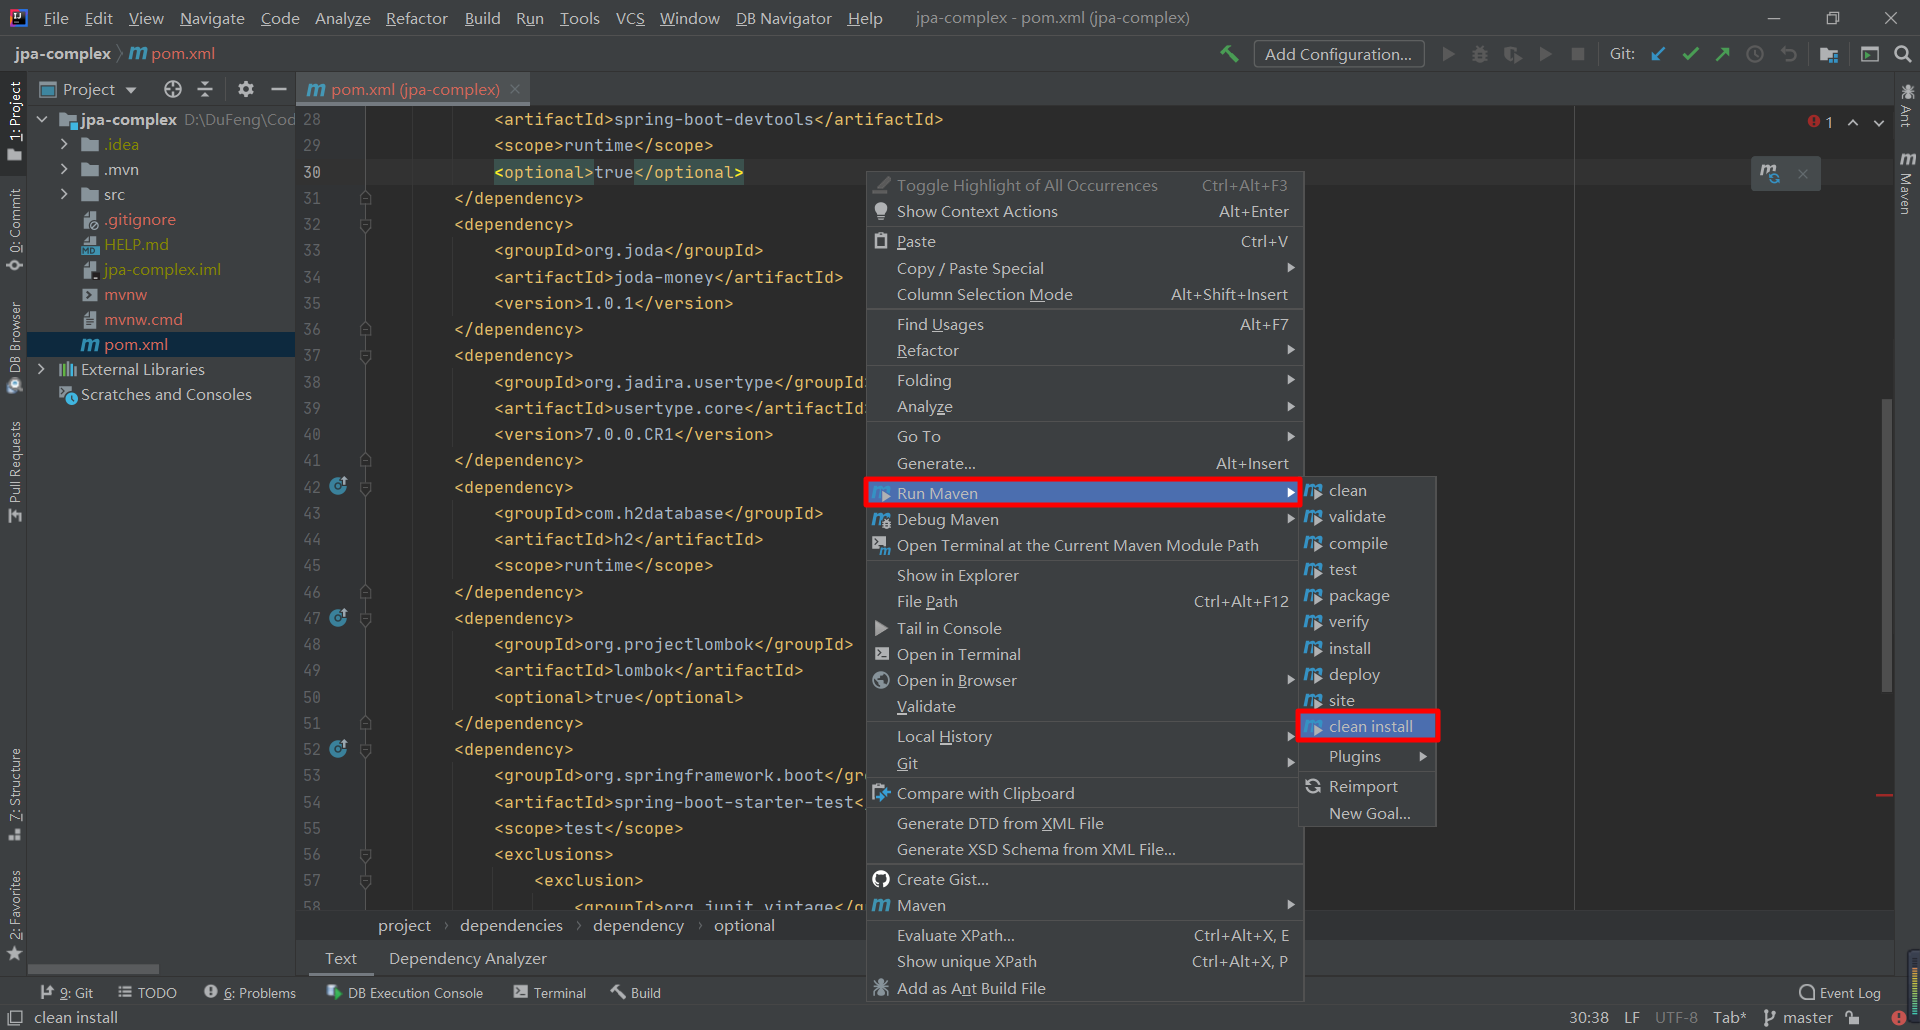 File Edit View Navigate Code Analyze Refactor Build Run Tools VCS Window DB Navigator Help jpa-complex - pom.xml (jpa-complex)
jpa-complex m pom.xml Add Configuration... Git:
1: Project
0: Commit
DB Browser
Pull Requests
7: Structure
2: Favorites
Project
jpa-complex D:\DuFeng\Cod
.idea
.mvn
src
.gitignore
HELP.md
jpa-complex.iml
mvnw
mvnw.cmd
m pom.xml
External Libraries
Scratches and Consoles
m pom.xml (jpa-complex)
28 <artifactId>spring-boot-devtools</artifactId>
29 <scope>runtime</scope>
30 <optional>true</optional>
31 </dependency>
32 <dependency>
33 <groupId>org.joda</groupId>
34 <artifactId>joda-money</artifactId>
35 <version>1.0.1</version>
36 </dependency>
37 <dependency>
38 <groupId>org.jadira.usertype</groupId>
39 <artifactId>usertype.core</artifactId>
40 <version>7.0.0.CR1</version>
41 </dependency>
42 <dependency>
43 <groupId>com.h2database</groupId>
44 <artifactId>h2</artifactId>
45 <scope>runtime</scope>
46 </dependency>
47 <dependency>
48 <groupId>org.projectlombok</groupId>
49 <artifactId>lombok</artifactId>
50 <optional>true</optional>
51 </dependency>
52 <dependency>
53 <groupId>org.springframework.boot</gro
54 <artifactId>spring-boot-starter-test<
55 <scope>test</scope>
56 <exclusions>
57 <exclusion>
58 <groupId>org.junit.vintage</g
1
Toggle Highlight of All Occurrences Ctrl+Alt+F3
Show Context Actions Alt+Enter
Paste Ctrl+V
Copy / Paste Special
Column Selection Mode Alt+Shift+Insert
Find Usages Alt+F7
Refactor
Folding
Analyze
Go To
Generate... Alt+Insert
Run Maven
Debug Maven
Open Terminal at the Current Maven Module Path
Show in Explorer
File Path Ctrl+Alt+F12
Tail in Console
Open in Terminal
Open in Browser
Validate
Local History
Git
Compare with Clipboard
Generate DTD from XML File
Generate XSD Schema from XML File...
Create Gist...
Maven
Evaluate XPath... Ctrl+Alt+X, E
Show unique XPath Ctrl+Alt+X, P
Add as Ant Build File
clean
validate
compile
test
package
verify
install
deploy
site
clean install
Plugins
Reimport
New Goal...
Ant
Maven
project › dependencies › dependency › optional
Text Dependency Analyzer
9: Git TODO 6: Problems DB Execution Console Terminal Build Event Log
clean install 30:38 LF UTF-8 Tab* master